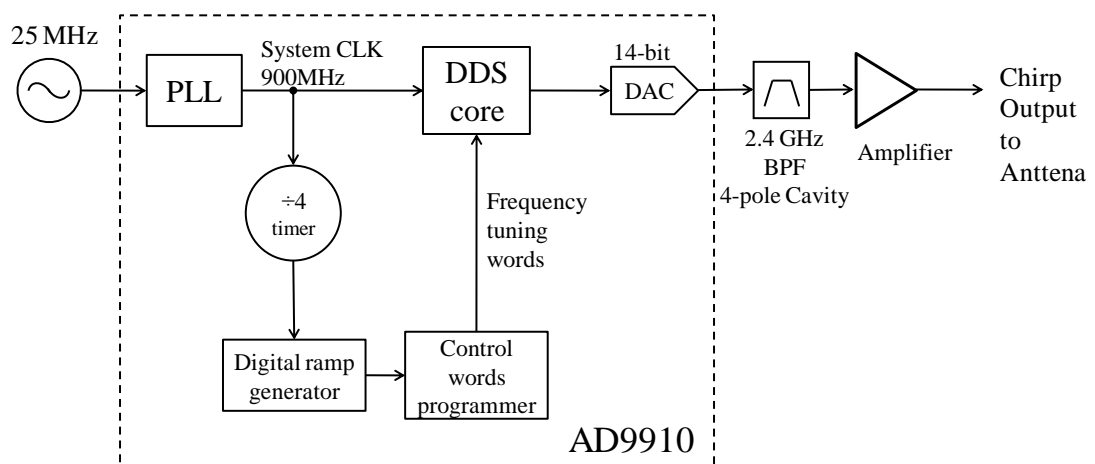 25 MHz
PLL
System CLK
900MHz
DDS
core
14-bit
DAC
2.4 GHz
BPF
4-pole Cavity
Amplifier
Chirp
Output
to
Anttena
÷4
timer
Frequency
tuning
words
Digital ramp
generator
Control
words
programmer
AD9910